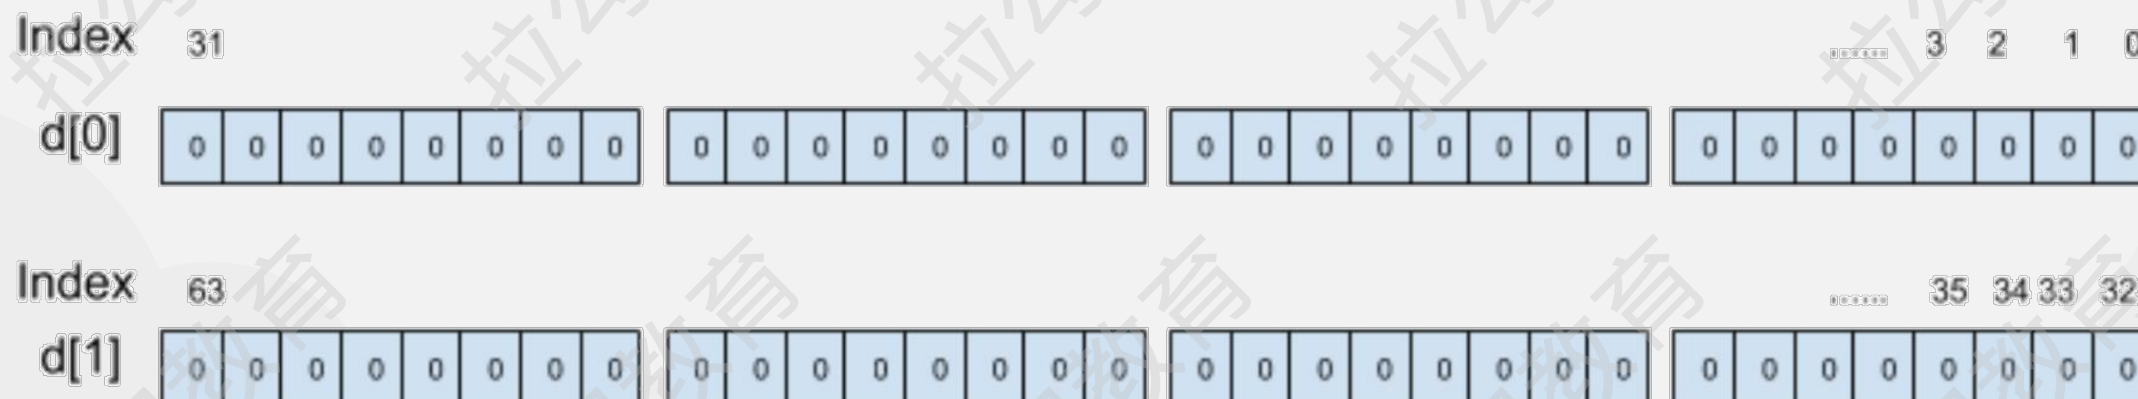 Index 31 ...... 3 2 1 0
d[0] 0 0 0 0 0 0 0 0 0 0 0 0 0 0 0 0 0 0 0 0 0 0 0 0 0 0 0 0 0 0 0 0
Index 63 ...... 35 34 33 32
d[1] 0 0 0 0 0 0 0 0 0 0 0 0 0 0 0 0 0 0 0 0 0 0 0 0 0 0 0 0 0 0 0 0